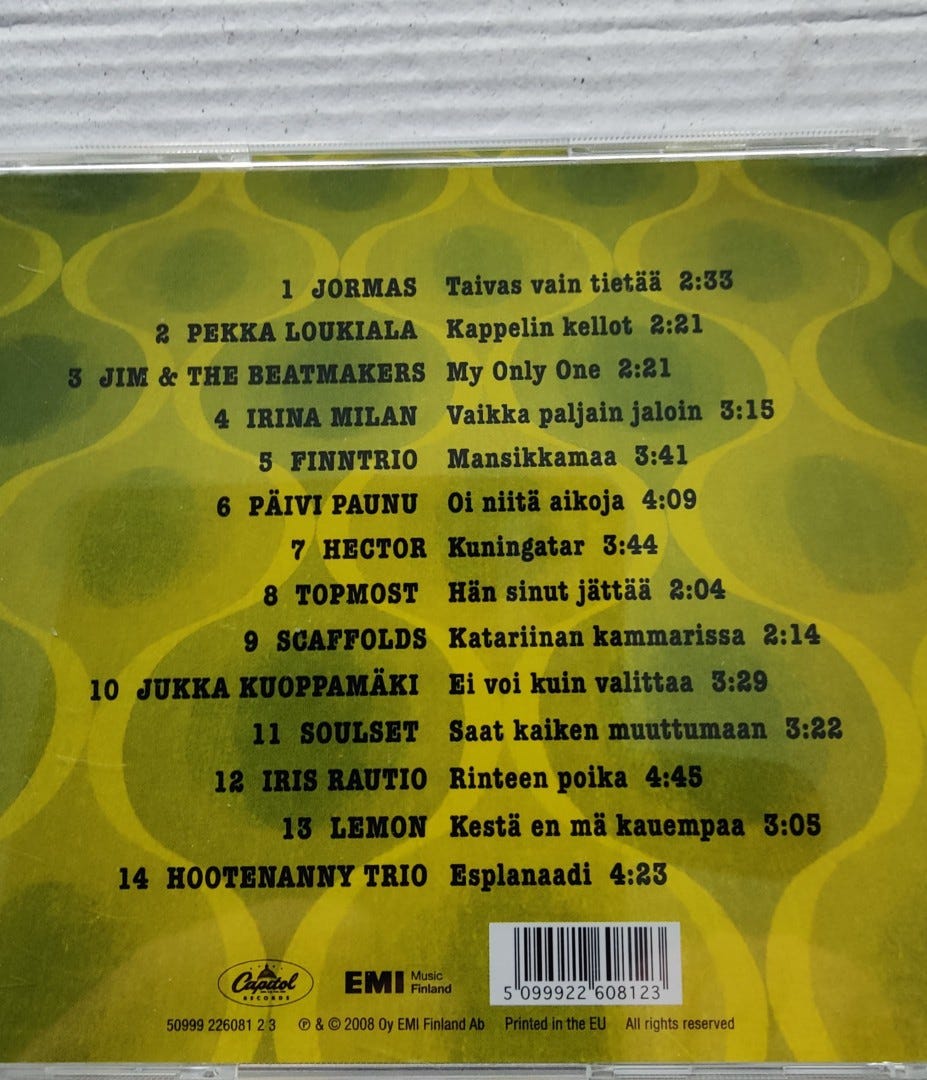 1 JORMAS Taivas vain tietää 2:33
2 PEKKA LOUKIALA Kappelin kellot 2:21
3 JIM & THE BEATMAKERS My Only One 2:21
4 IRINA MILAN Vaikka paljain jaloin 3:15
5 FINNTRIO Mansikkamaa 3:41
6 PÄIVI PAUNU Oi niitä aikoja 4:09
7 HECTOR Kuningatar 3:44
8 TOPMOST Hän sinut jättää 2:04
9 SCAFFOLDS Katariinan kammarissa 2:14
10 JUKKA KUOPPAMÄKI Ei voi kuin valittaa 3:29
11 SOULSET Saat kaiken muuttumaan 3:22
12 IRIS RAUTIO Rinteen poika 4:45
13 LEMON Kestä en mä kauempaa 3:05
14 HOOTENANNY TRIO Esplanaadi 4:23
Capitol
RECORDS
EMI Music
Finland
5 099922 608123
50999 226081 2 3 ℗ & © 2008 Oy EMI Finland Ab Printed in the EU All rights reserved